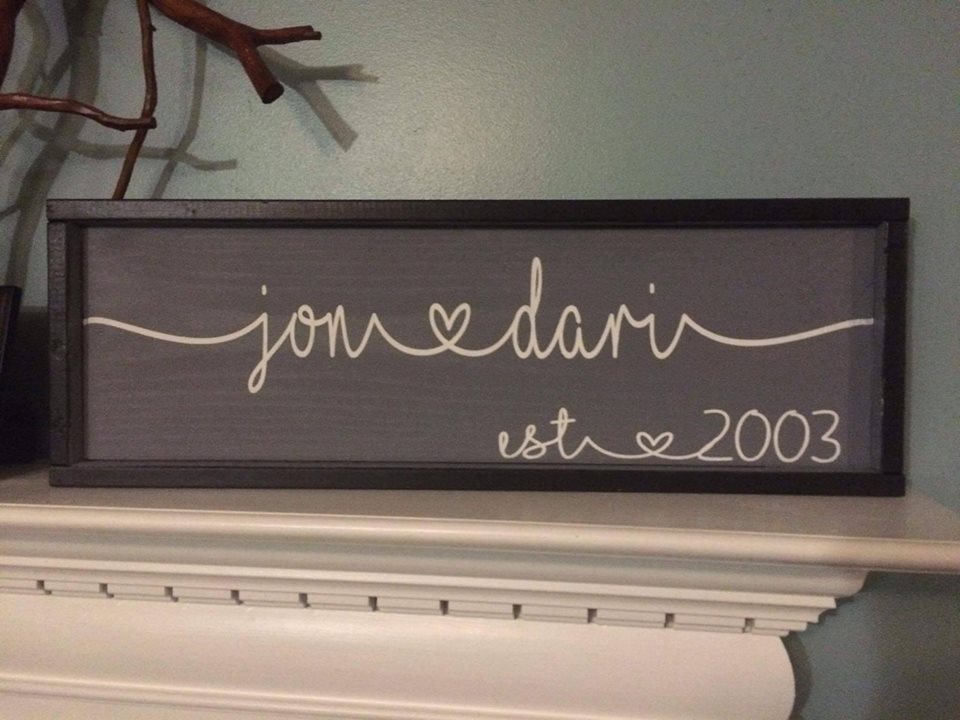 jon ♡ dari
est. ♡ 2003